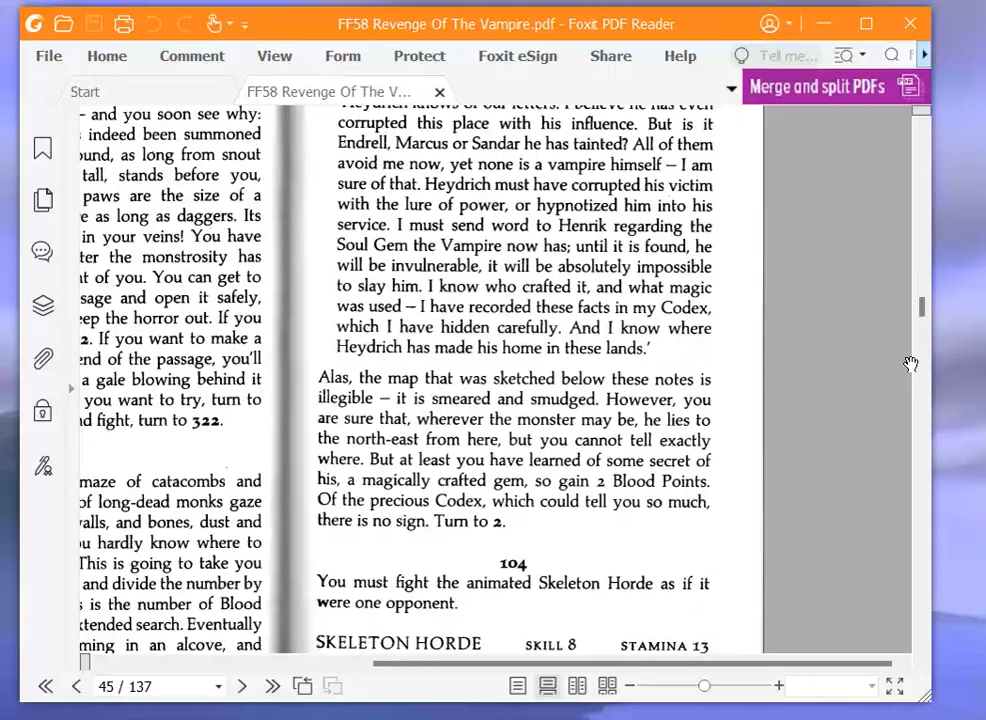 FF58 Revenge Of The Vampire.pdf - Foxit PDF Reader
File Home Comment View Form Protect Foxit eSign Share Help Tell me... F
Start FF58 Revenge Of The V... Merge and split PDFs
- and you soon see why:
indeed been summoned
ound, as long from snout
tall, stands before you,
paws are the size of a
e as long as daggers. Its
in your veins! You have
ter the monstrosity has
nt of you. You can get to
sage and open it safely,
eep the horror out. If you
2. If you want to make a
end of the passage, you'll
a gale blowing behind it
you want to try, turn to
nd fight, turn to 322.
maze of catacombs and
of long-dead monks gaze
valls, and bones, dust and
u hardly know where to
This is going to take you
and divide the number by
s is the number of Blood
xtended search. Eventually
ming in an alcove, and
'Heydrich knows of our letters. I believe he has even
corrupted this place with his influence. But is it
Endrell, Marcus or Sandar he has tainted? All of them
avoid me now, yet none is a vampire himself – I am
sure of that. Heydrich must have corrupted his victim
with the lure of power, or hypnotized him into his
service. I must send word to Henrik regarding the
Soul Gem the Vampire now has; until it is found, he
will be invulnerable, it will be absolutely impossible
to slay him. I know who crafted it, and what magic
was used – I have recorded these facts in my Codex,
which I have hidden carefully. And I know where
Heydrich has made his home in these lands.'
Alas, the map that was sketched below these notes is
illegible – it is smeared and smudged. However, you
are sure that, wherever the monster may be, he lies to
the north-east from here, but you cannot tell exactly
where. But at least you have learned of some secret of
his, a magically crafted gem, so gain 2 Blood Points.
Of the precious Codex, which could tell you so much,
there is no sign. Turn to 2.
104
You must fight the animated Skeleton Horde as if it
were one opponent.
SKELETON HORDE SKILL 8 STAMINA 13
45 / 137